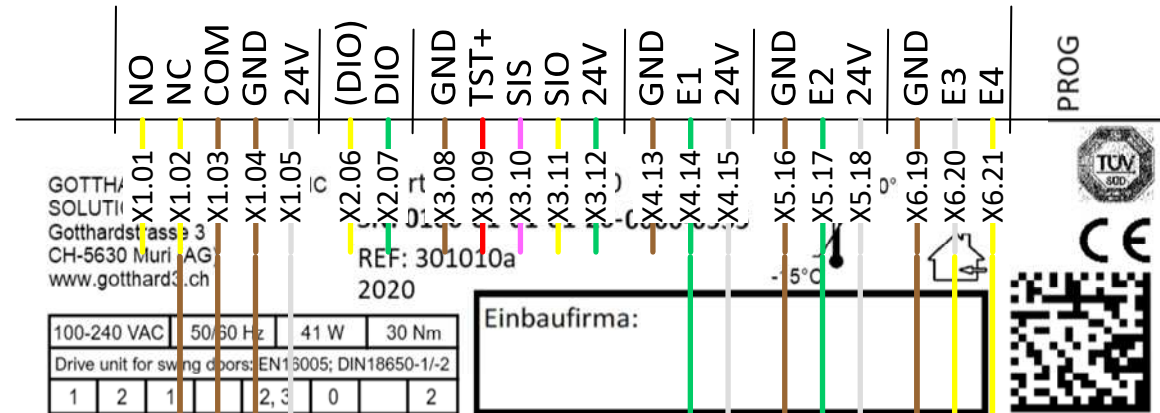 NO NC COM GND 24V (DIO) DIO GND TST+ SIS SIO 24V GND E1 24V GND E2 24V GND E3 E4 PROG
X1.01 X1.02 X1.03 X1.04 X1.05 X2.06 X2.07 X3.08 X3.09 X3.10 X3.11 X3.12 X4.13 X4.14 X4.15 X5.16 X5.17 X5.18 X6.19 X6.20 X6.21
TÜV
SÜD
Gotthardstrasse 3
CH-5630 Muri (AG)
www.gotthard3.ch
REF: 301010a
2020
-15°C
CE
100-240 VAC 50/60 Hz 41 W 30 Nm
Drive unit for swing doors: EN16005; DIN18650-1/-2
1 2 1 2, 3 0 2
Einbaufirma: